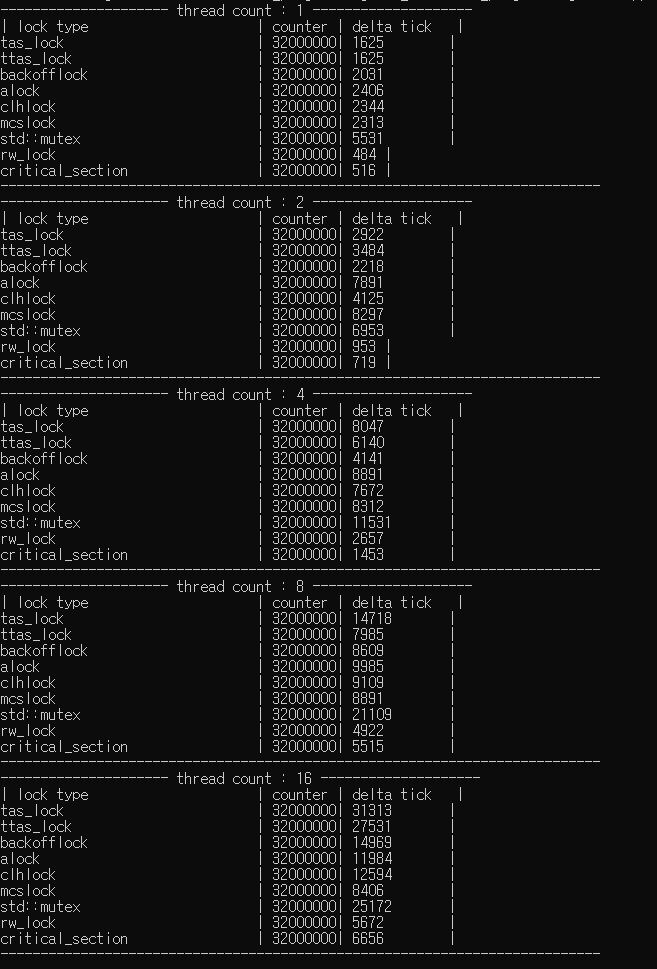 --------------------- thread count : 1 --------------------
| lock type | counter | delta tick |
tas_lock | 32000000| 1625 |
ttas_lock | 32000000| 1625 |
backofflock | 32000000| 2031 |
alock | 32000000| 2406 |
clhlock | 32000000| 2344 |
mcslock | 32000000| 2313 |
std::mutex | 32000000| 5531 |
rw_lock | 32000000| 484 |
critical_section | 32000000| 516 |
---------------------------------------------------------------------------
--------------------- thread count : 2 --------------------
| lock type | counter | delta tick |
tas_lock | 32000000| 2922 |
ttas_lock | 32000000| 3484 |
backofflock | 32000000| 2218 |
alock | 32000000| 7891 |
clhlock | 32000000| 4125 |
mcslock | 32000000| 8297 |
std::mutex | 32000000| 6953 |
rw_lock | 32000000| 953 |
critical_section | 32000000| 719 |
---------------------------------------------------------------------------
--------------------- thread count : 4 --------------------
| lock type | counter | delta tick |
tas_lock | 32000000| 8047 |
ttas_lock | 32000000| 6140 |
backofflock | 32000000| 4141 |
alock | 32000000| 8891 |
clhlock | 32000000| 7672 |
mcslock | 32000000| 8312 |
std::mutex | 32000000| 11531 |
rw_lock | 32000000| 2657 |
critical_section | 32000000| 1453 |
---------------------------------------------------------------------------
--------------------- thread count : 8 --------------------
| lock type | counter | delta tick |
tas_lock | 32000000| 14718 |
ttas_lock | 32000000| 7985 |
backofflock | 32000000| 8609 |
alock | 32000000| 9985 |
clhlock | 32000000| 9109 |
mcslock | 32000000| 8891 |
std::mutex | 32000000| 21109 |
rw_lock | 32000000| 4922 |
critical_section | 32000000| 5515 |
---------------------------------------------------------------------------
--------------------- thread count : 16 --------------------
| lock type | counter | delta tick |
tas_lock | 32000000| 31313 |
ttas_lock | 32000000| 27531 |
backofflock | 32000000| 14969 |
alock | 32000000| 11984 |
clhlock | 32000000| 12594 |
mcslock | 32000000| 8406 |
std::mutex | 32000000| 25172 |
rw_lock | 32000000| 5672 |
critical_section | 32000000| 6656 |
---------------------------------------------------------------------------